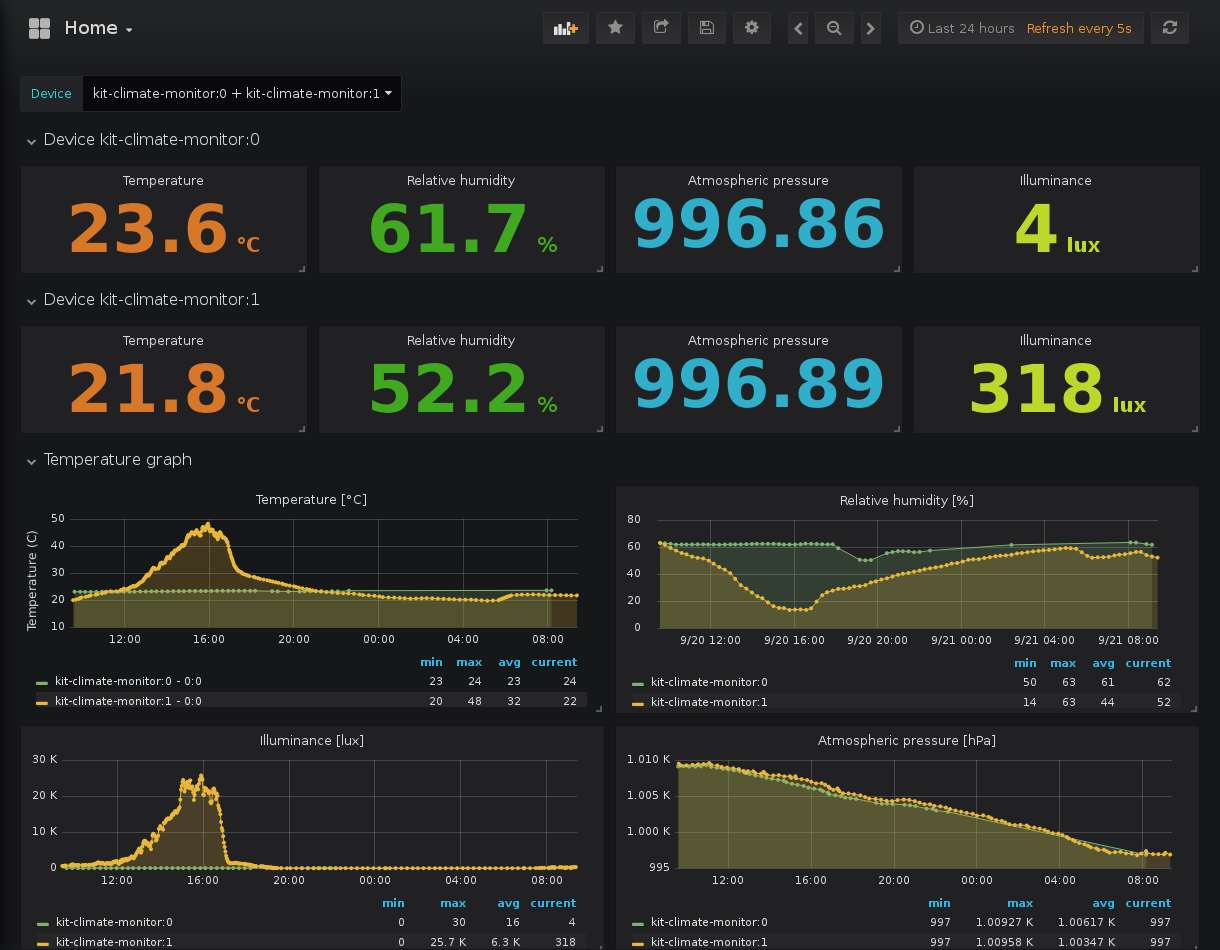 Home
Last 24 hours Refresh every 5s
Device kit-climate-monitor:0 + kit-climate-monitor:1
Device kit-climate-monitor:0
Temperature Relative humidity Atmospheric pressure Illuminance
23.6 °C 61.7 % 996.86 4 lux
Device kit-climate-monitor:1
Temperature Relative humidity Atmospheric pressure Illuminance
21.8 °C 52.2 % 996.89 318 lux
Temperature graph
Temperature [°C]
Temperature (C)
50
40
30
20
10
12:00 16:00 20:00 00:00 04:00 08:00
min max avg current
kit-climate-monitor:0 - 0:0 23 24 23 24
kit-climate-monitor:1 - 0:0 20 48 32 22
Relative humidity [%]
80
60
40
20
0
9/20 12:00 9/20 16:00 9/20 20:00 9/21 00:00 9/21 04:00 9/21 08:00
min max avg current
kit-climate-monitor:0 50 63 61 62
kit-climate-monitor:1 14 63 44 52
Illuminance [lux]
30 K
20 K
10 K
0
12:00 16:00 20:00 00:00 04:00 08:00
min max avg current
kit-climate-monitor:0 0 30 16 4
kit-climate-monitor:1 0 25.7 K 6.3 K 318
Atmospheric pressure [hPa]
1.010 K
1.005 K
1.000 K
995
12:00 16:00 20:00 00:00 04:00 08:00
min max avg current
kit-climate-monitor:0 997 1.00927 K 1.00617 K 997
kit-climate-monitor:1 997 1.00958 K 1.00347 K 997